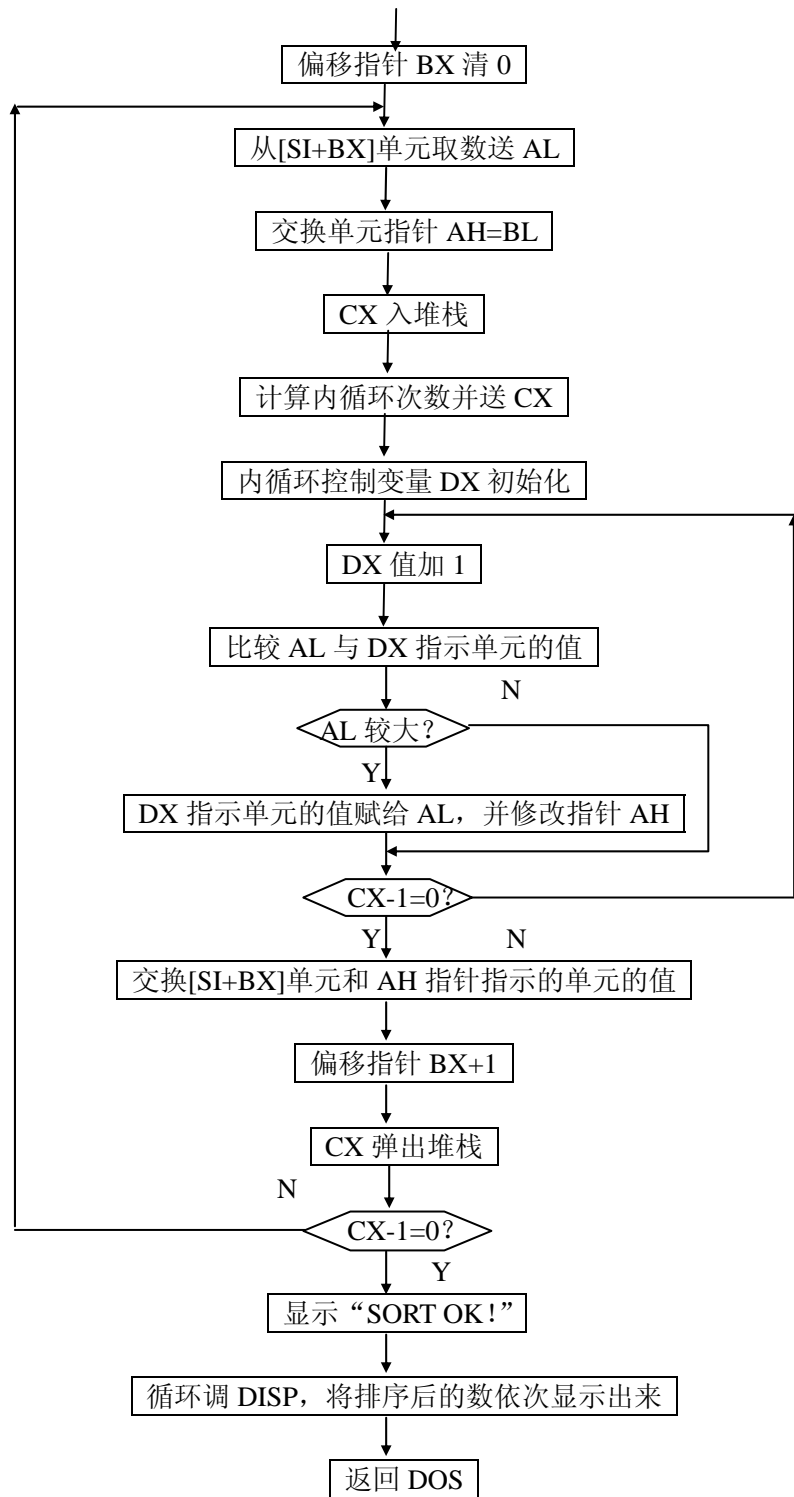 偏移指针 BX 清 0
从[SI+BX]单元取数送 AL
交换单元指针 AH=BL
CX 入堆栈
计算内循环次数并送 CX
内循环控制变量 DX 初始化
DX 值加 1
比较 AL 与 DX 指示单元的值
N
AL 较大?
Y
DX 指示单元的值赋给 AL，并修改指针 AH
CX-1=0?
Y
N
交换[SI+BX]单元和 AH 指针指示的单元的值
偏移指针 BX+1
CX 弹出堆栈
N
CX-1=0?
Y
显示“SORT OK！”
循环调 DISP，将排序后的数依次显示出来
返回 DOS